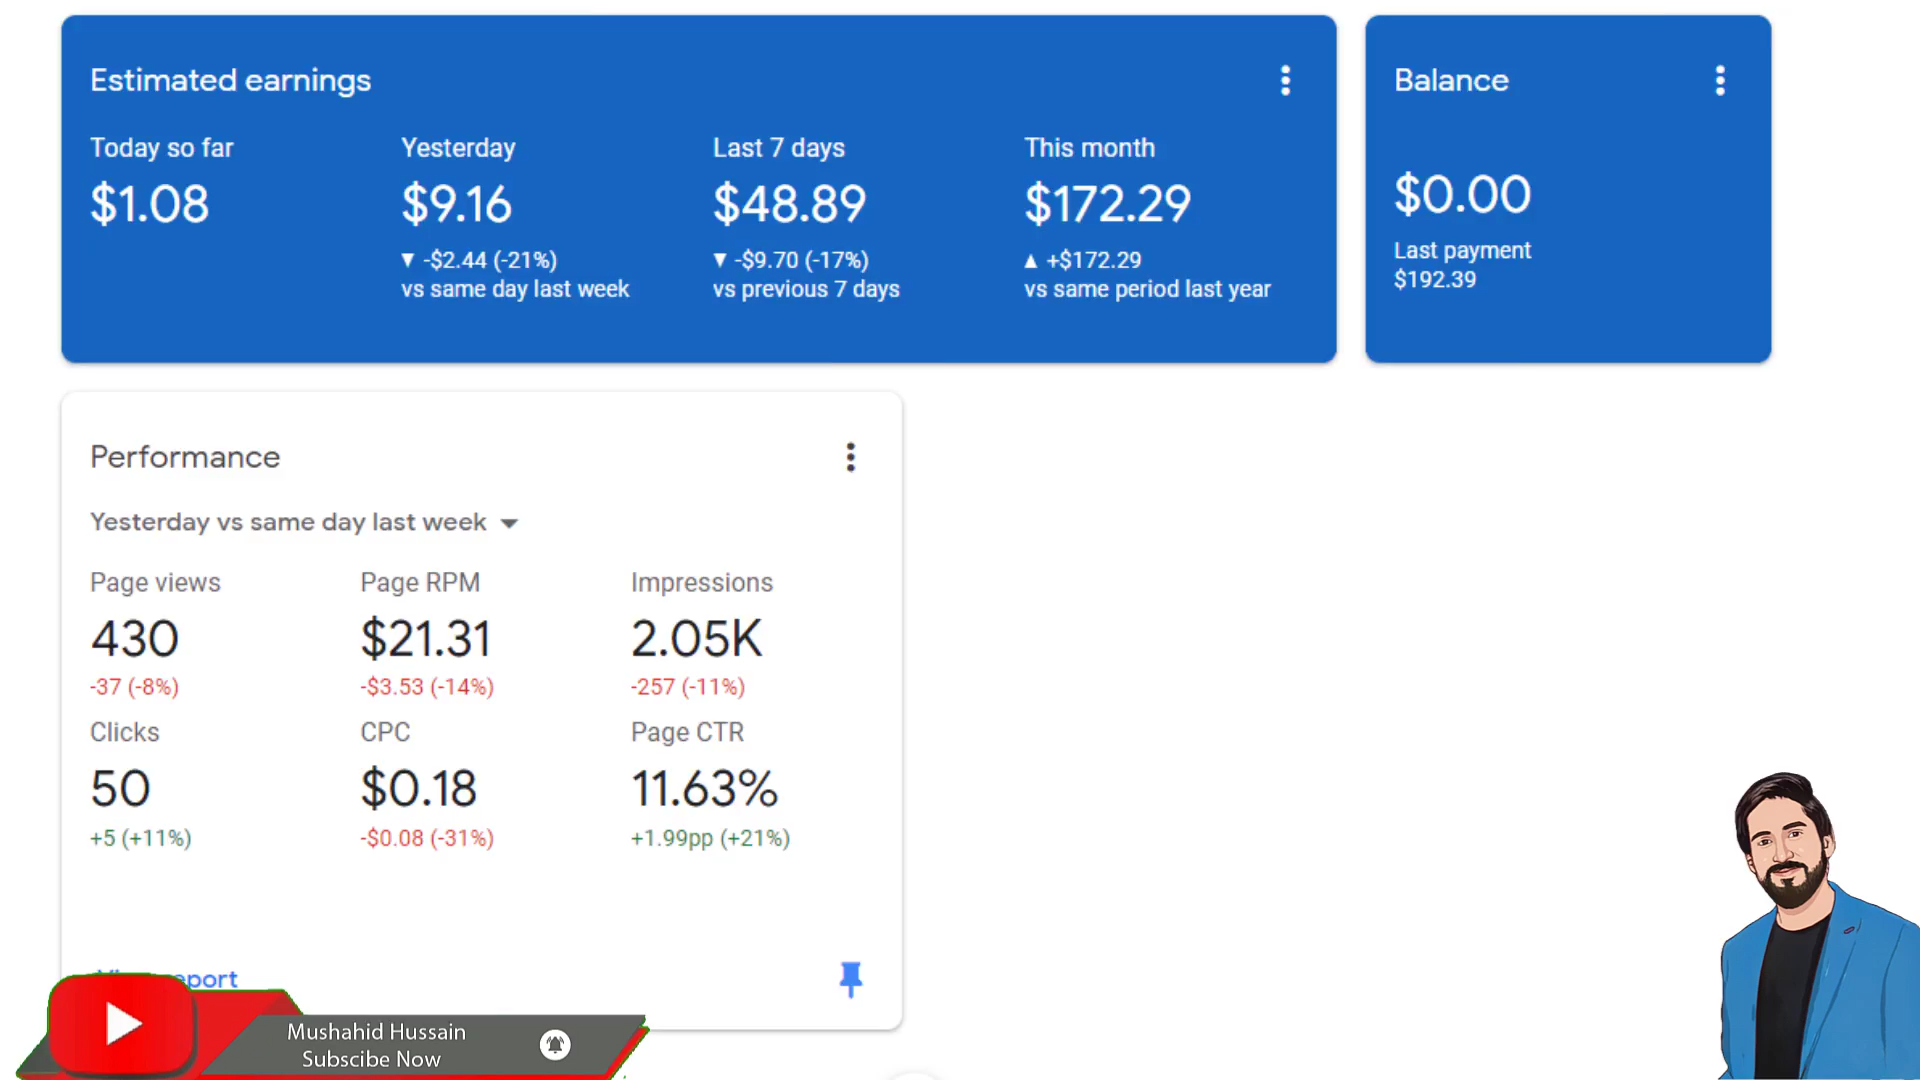 Estimated earnings
Today so far
$1.08
Yesterday
$9.16
▼ -$2.44 (-21%)
vs same day last week
Last 7 days
$48.89
▼ -$9.70 (-17%)
vs previous 7 days
This month
$172.29
▲ +$172.29
vs same period last year
Balance
$0.00
Last payment
$192.39
Performance
Yesterday vs same day last week
Page views
430
-37 (-8%)
Page RPM
$21.31
-$3.53 (-14%)
Impressions
2.05K
-257 (-11%)
Clicks
50
+5 (+11%)
CPC
$0.18
-$0.08 (-31%)
Page CTR
11.63%
+1.99pp (+21%)
Mushahid Hussain
Subscibe Now